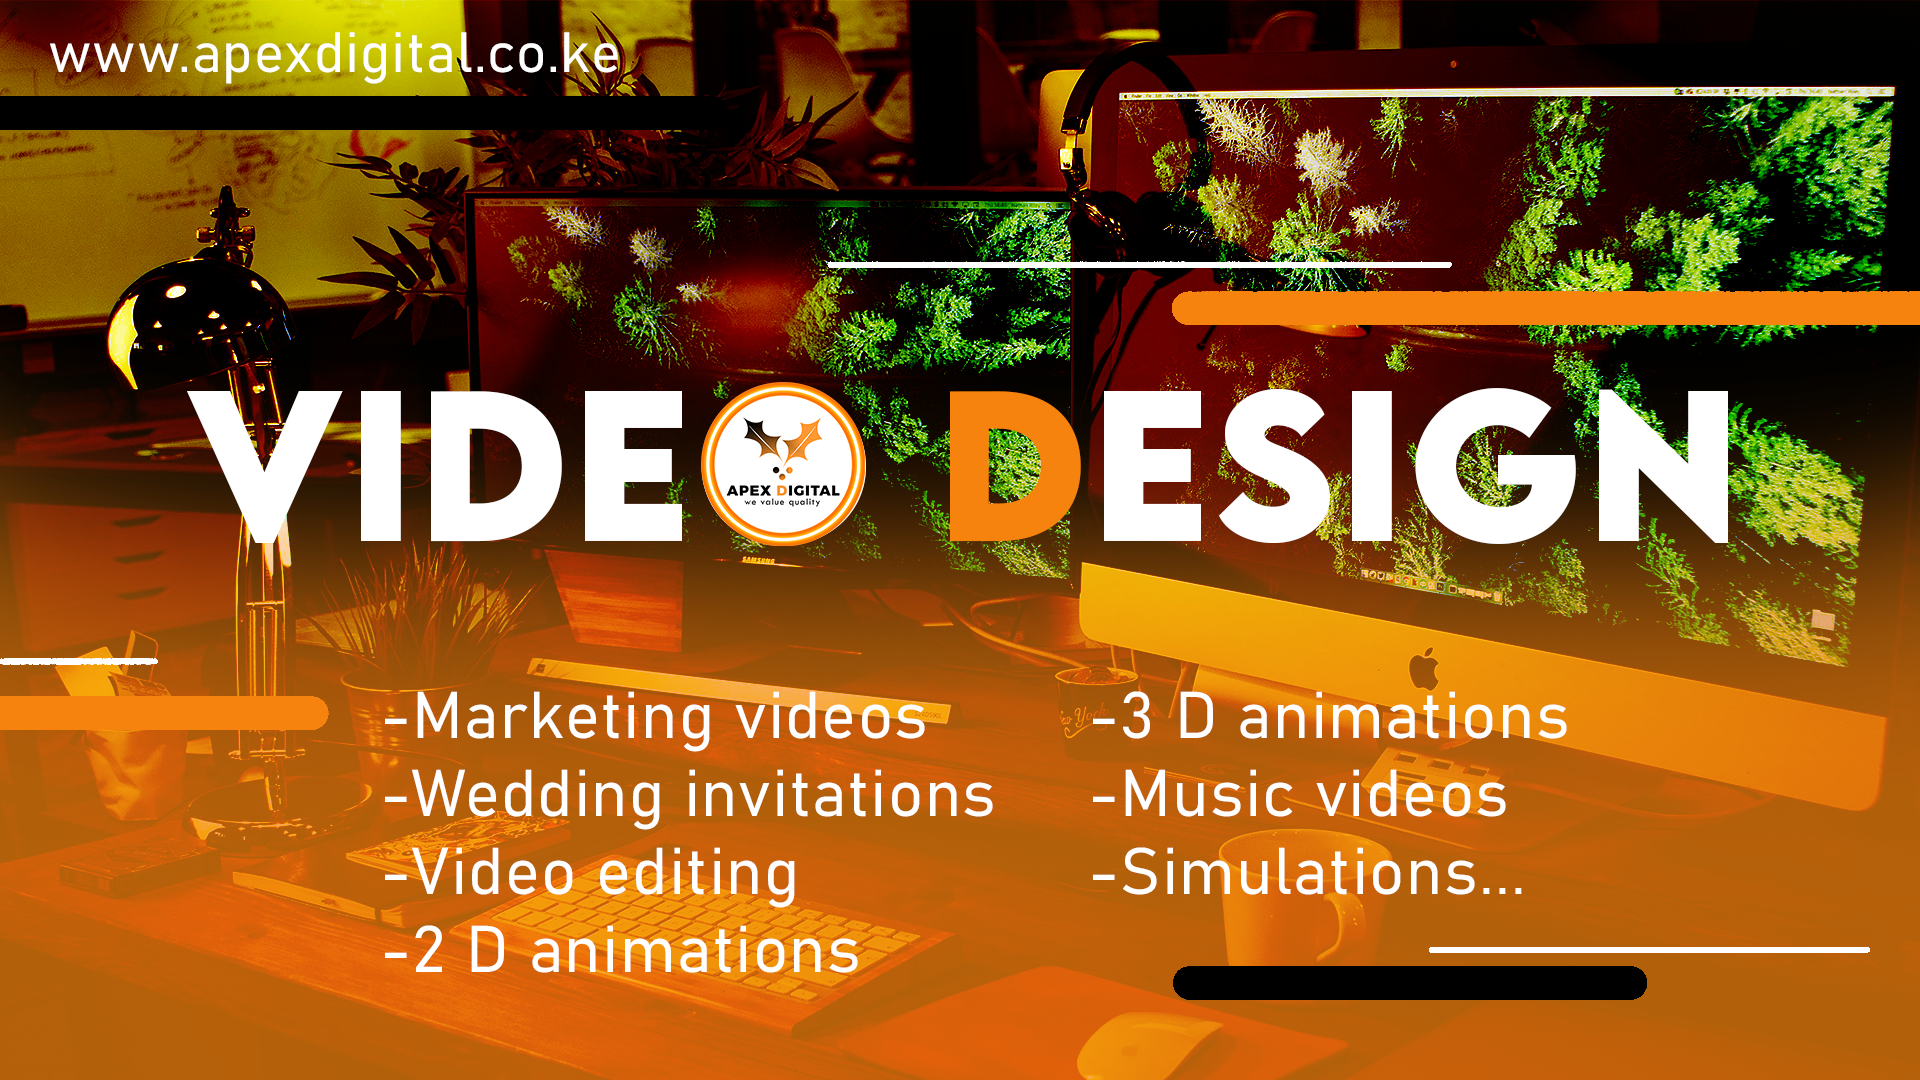 www.apexdigital.co.ke
VIDEO DESIGN
APEX DIGITAL
we value quality
SAMSUNG
-Marketing videos
-Wedding invitations
-Video editing
-2 D animations
-3 D animations
-Music videos
-Simulations...